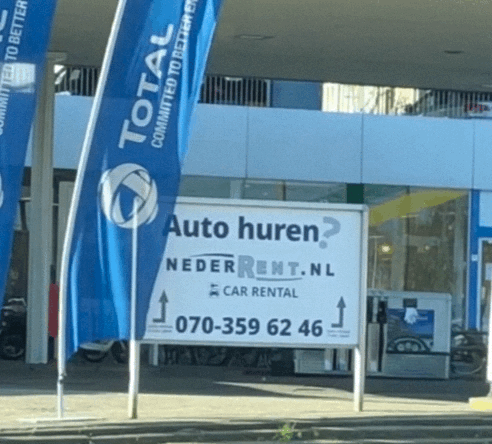 COMMITTED TO BETTER
TOTAL
COMMITTED TO BETTER E
Auto huren?
NEDERRENT.NL
CAR RENTAL
070-359 62 46